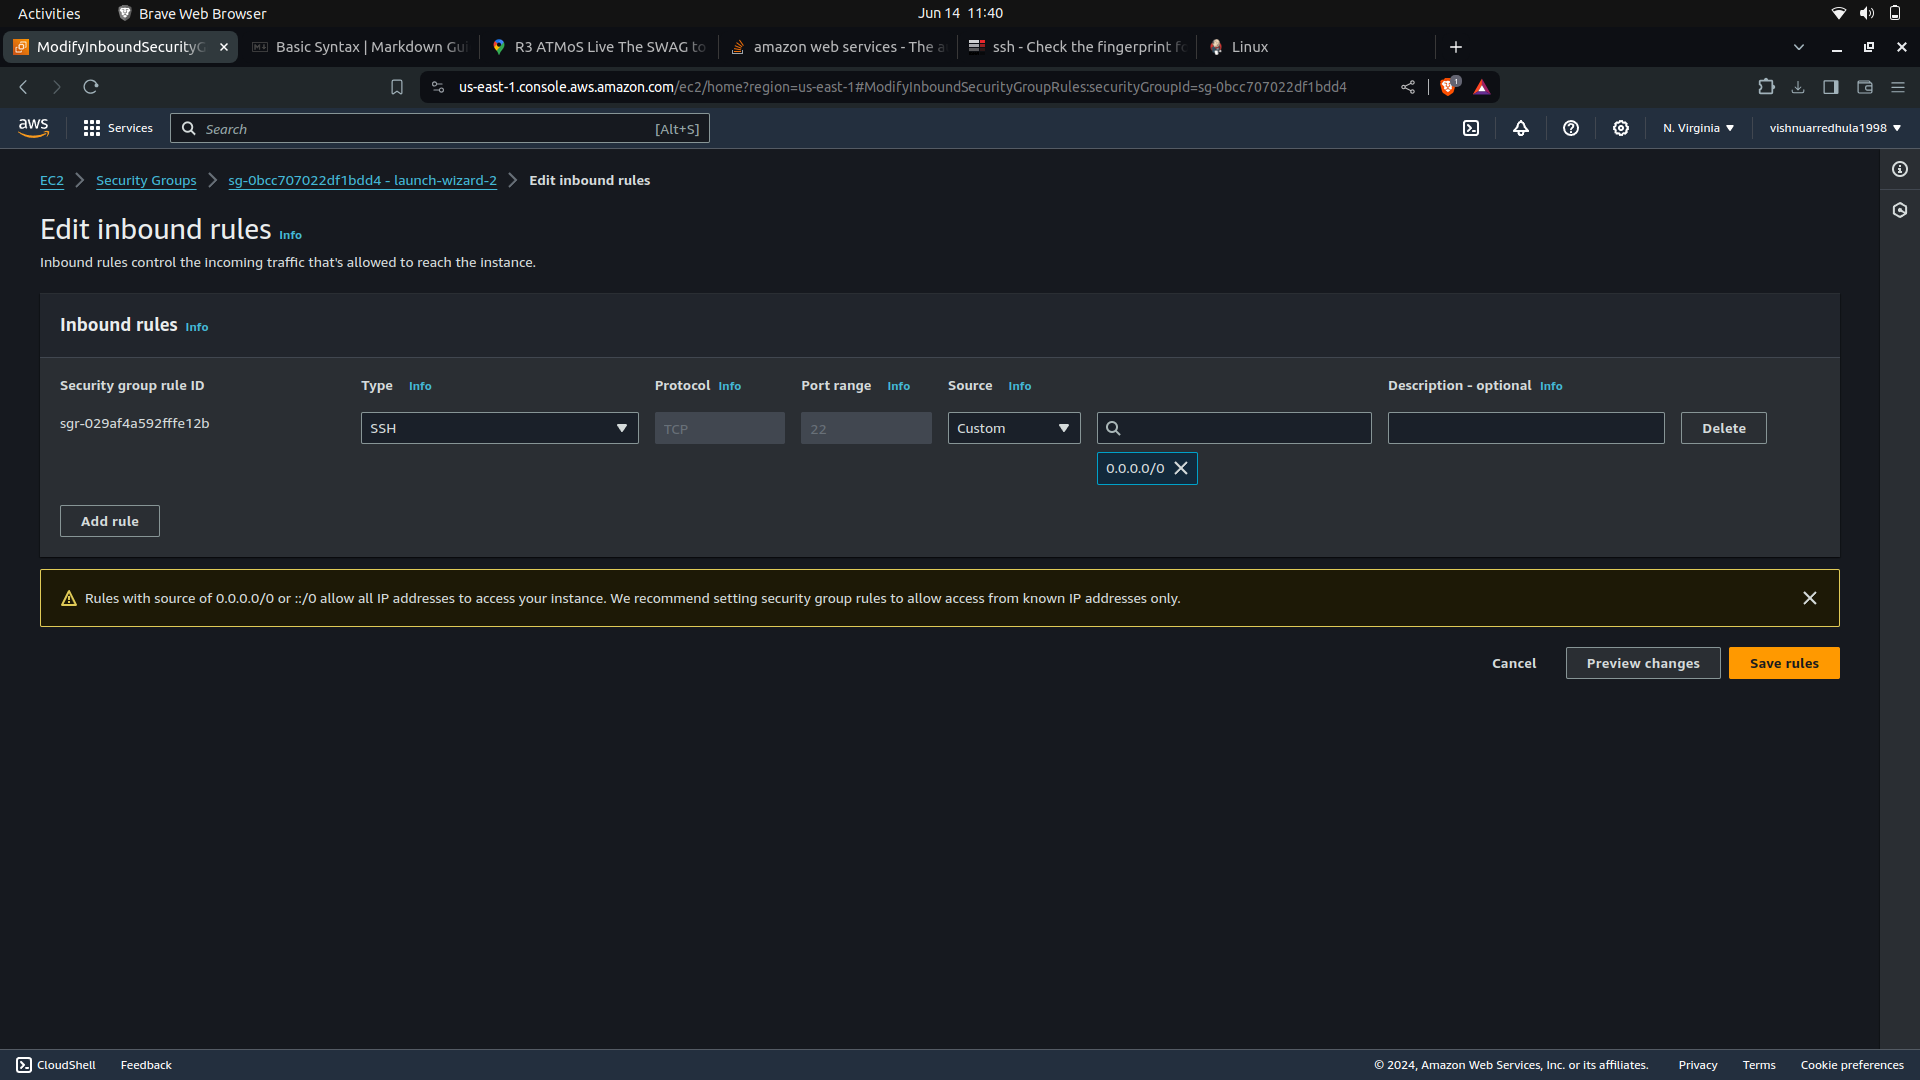 Activities Brave Web Browser Jun 14 11:40
ModifyInboundSecurityG Basic Syntax | Markdown Gui R3 ATMoS Live The SWAG to amazon web services - The a ssh - Check the fingerprint fo Linux
us-east-1.console.aws.amazon.com/ec2/home?region=us-east-1#ModifyInboundSecurityGroupRules:securityGroupId=sg-0bcc707022df1bdd4 1
aws Services Search [Alt+S] N. Virginia vishnuarredhula1998
EC2 Security Groups sg-0bcc707022df1bdd4 - launch-wizard-2 Edit inbound rules
Edit inbound rules Info
Inbound rules control the incoming traffic that's allowed to reach the instance.
Inbound rules Info
Security group rule ID Type Info Protocol Info Port range Info Source Info Description - optional Info
sgr-029af4a592fffe12b SSH TCP 22 Custom Delete
0.0.0.0/0
Add rule
Rules with source of 0.0.0.0/0 or ::/0 allow all IP addresses to access your instance. We recommend setting security group rules to allow access from known IP addresses only.
Cancel Preview changes Save rules
CloudShell Feedback © 2024, Amazon Web Services, Inc. or its affiliates. Privacy Terms Cookie preferences